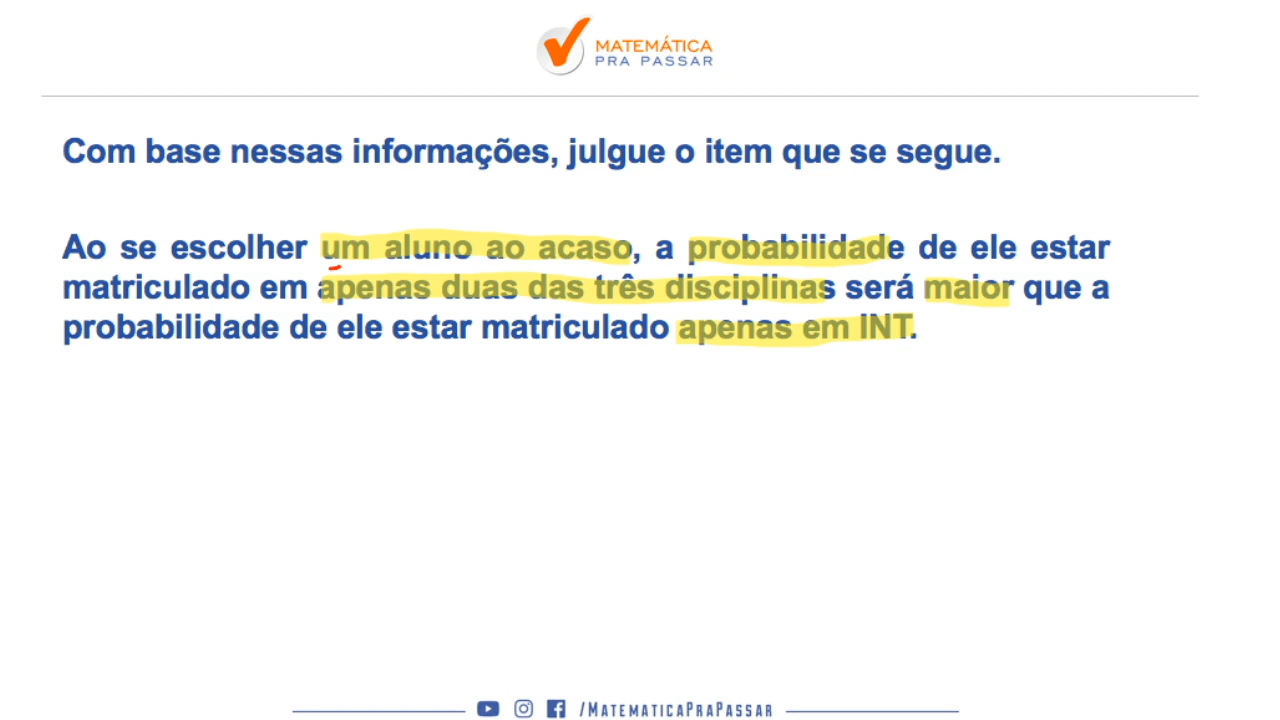 MATEMÁTICA
PRA PASSAR
Com base nessas informações, julgue o item que se segue.
Ao se escolher um aluno ao acaso, a probabilidade de ele estar
matriculado em apenas duas das três disciplinas será maior que a
probabilidade de ele estar matriculado apenas em INT.
/MATEMATICAPRAPASSAR